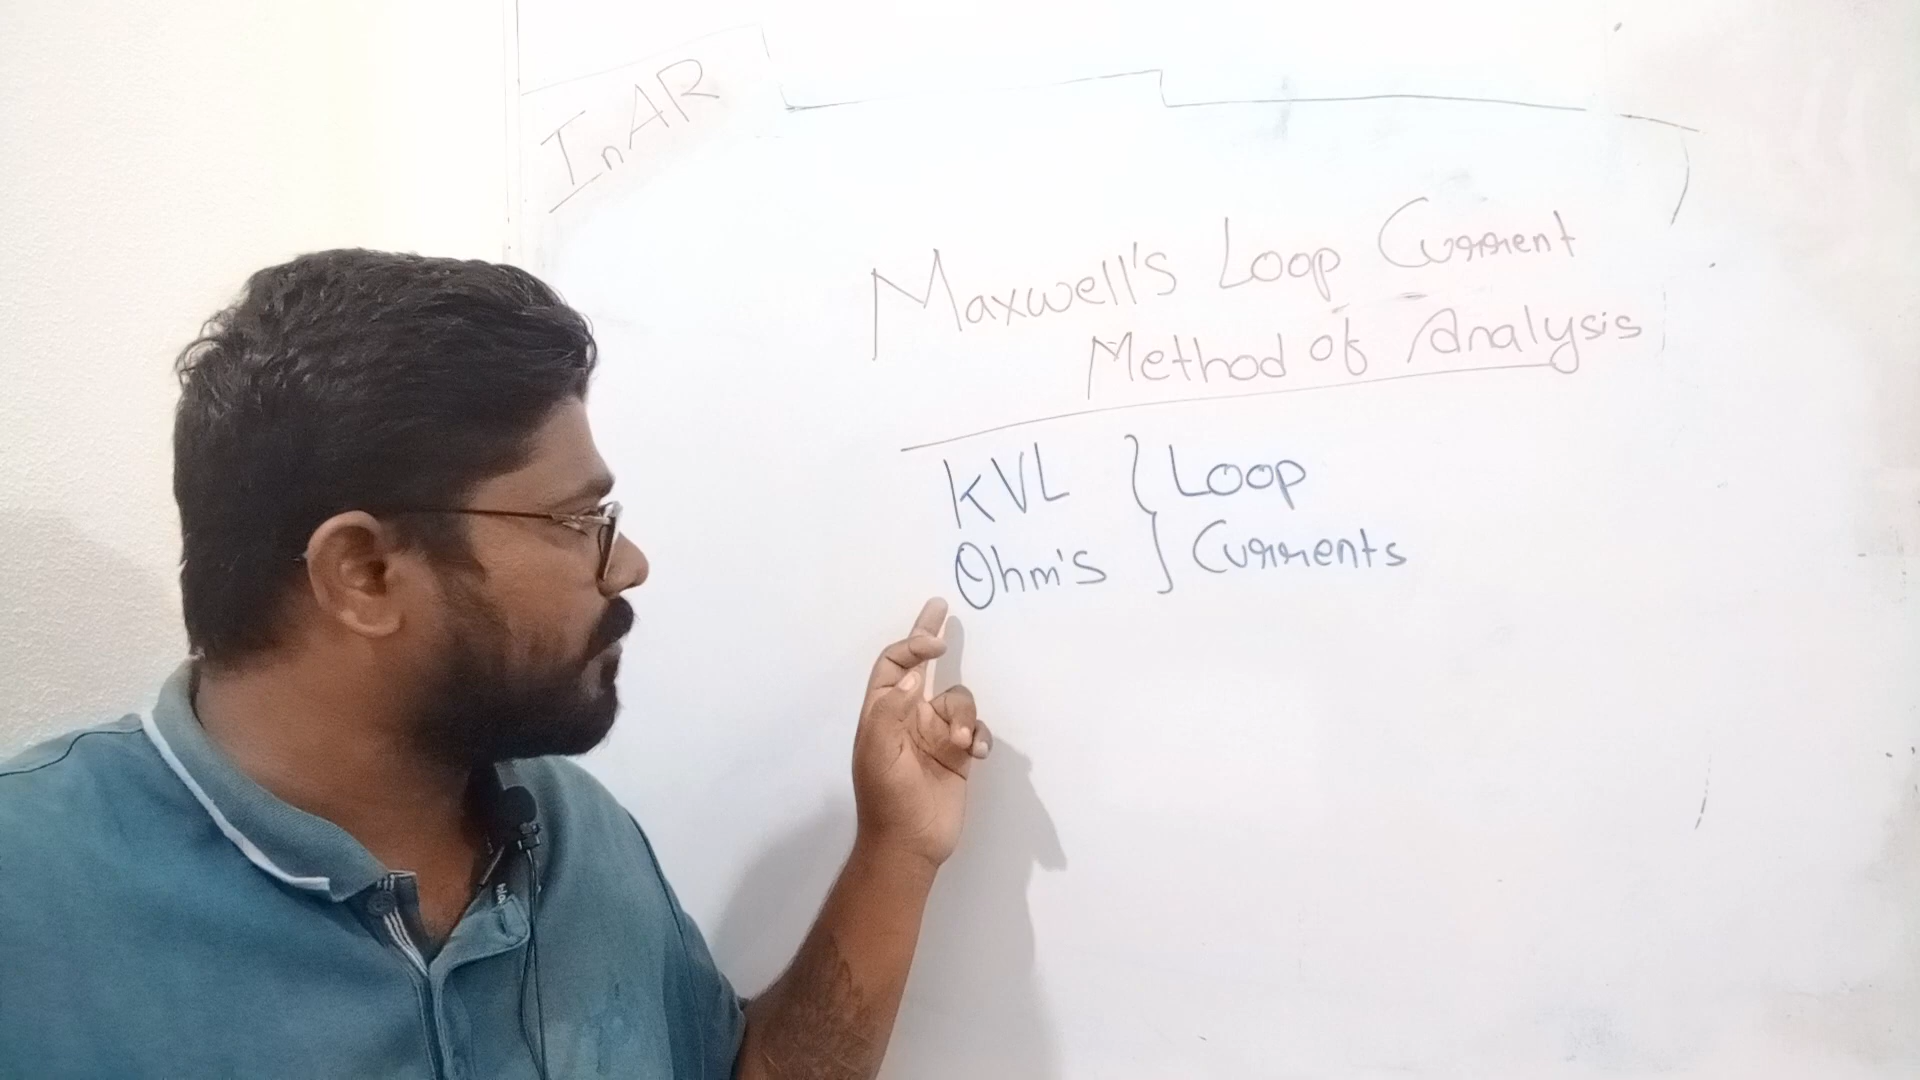 InAR
Maxwell's Loop Current
Method of Analysis
KVL } Loop
Ohm's } Currents